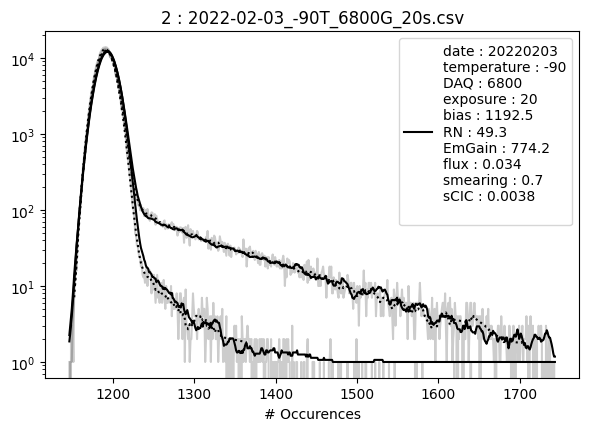 2 : 2022-02-03_-90T_6800G_20s.csv
date : 20220203
temperature : -90
DAQ : 6800
exposure : 20
bias : 1192.5
RN : 49.3
EmGain : 774.2
flux : 0.034
smearing : 0.7
sCIC : 0.0038
10⁴
10³
10²
10¹
10⁰
1200 1300 1400 1500 1600 1700
# Occurences